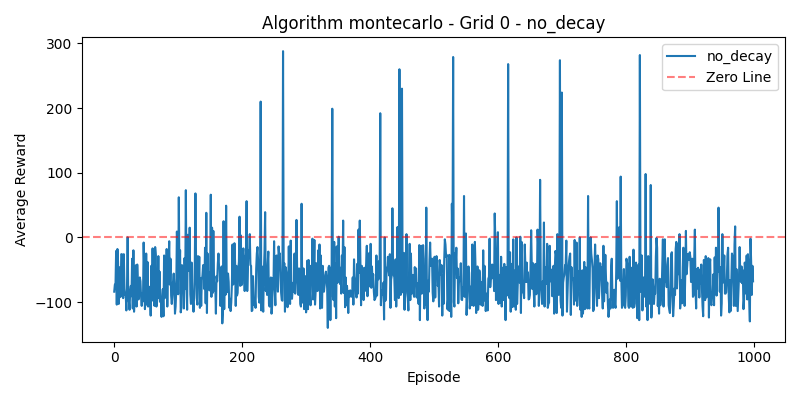 Algorithm montecarlo - Grid 0 - no_decay
300
200
100
0
−100
Average Reward
no_decay
Zero Line
0
200
400
600
800
1000
Episode